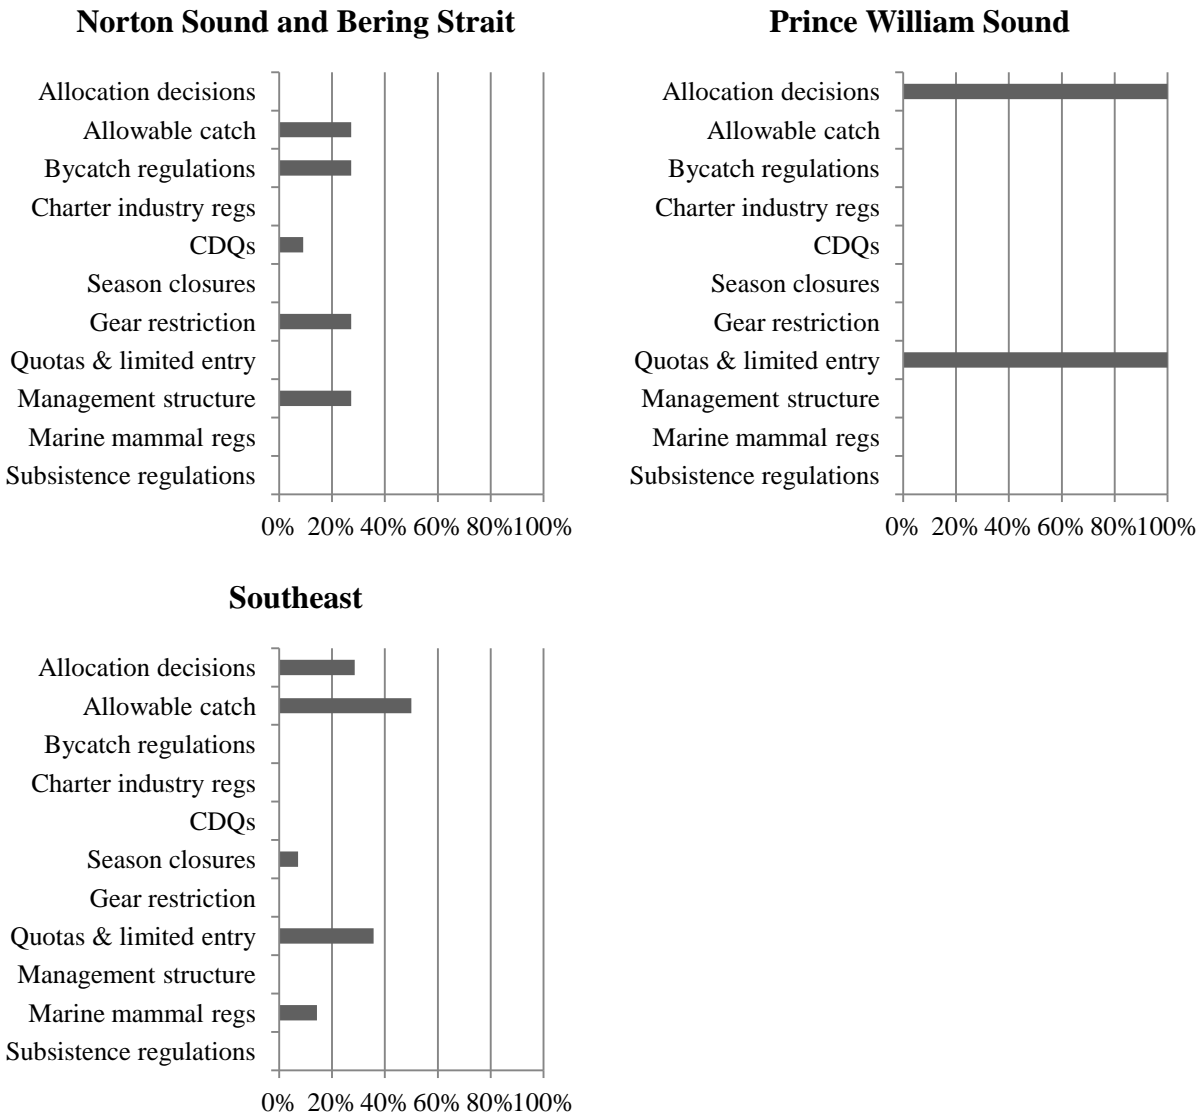 Norton Sound and Bering Strait
Allocation decisions
Allowable catch
Bycatch regulations
Charter industry regs
CDQs
Season closures
Gear restriction
Quotas & limited entry
Management structure
Marine mammal regs
Subsistence regulations
0% 20% 40% 60% 80%100%
Prince William Sound
Allocation decisions
Allowable catch
Bycatch regulations
Charter industry regs
CDQs
Season closures
Gear restriction
Quotas & limited entry
Management structure
Marine mammal regs
Subsistence regulations
0% 20% 40% 60% 80%100%
Southeast
Allocation decisions
Allowable catch
Bycatch regulations
Charter industry regs
CDQs
Season closures
Gear restriction
Quotas & limited entry
Management structure
Marine mammal regs
Subsistence regulations
0% 20% 40% 60% 80%100%